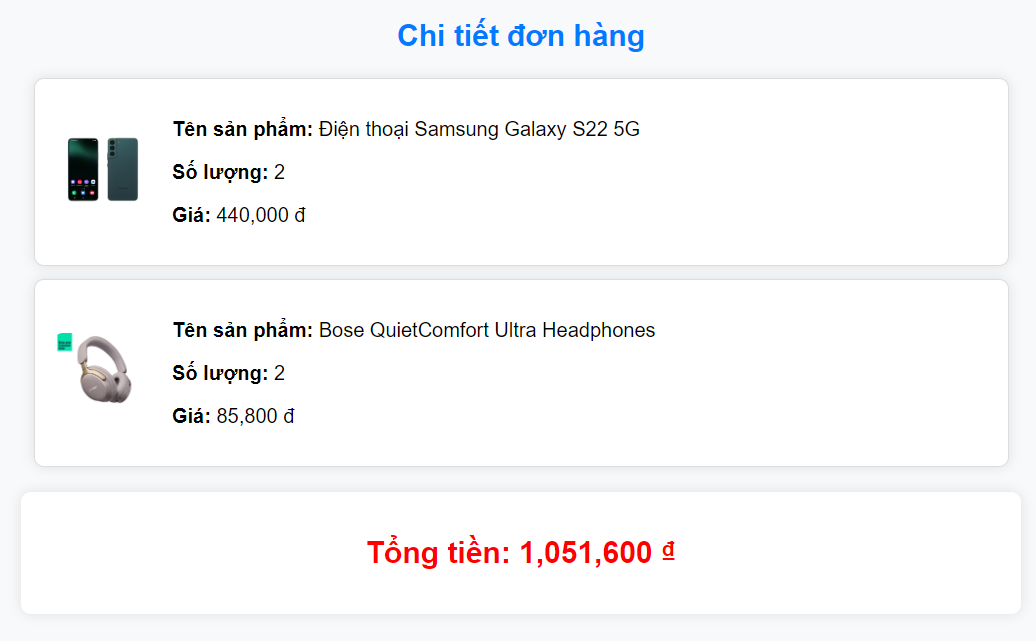 Chi tiết đơn hàng
Tên sản phẩm: Điện thoại Samsung Galaxy S22 5G
Số lượng: 2
Giá: 440,000 đ
Tên sản phẩm: Bose QuietComfort Ultra Headphones
Số lượng: 2
Giá: 85,800 đ
Tổng tiền: 1,051,600 ₫